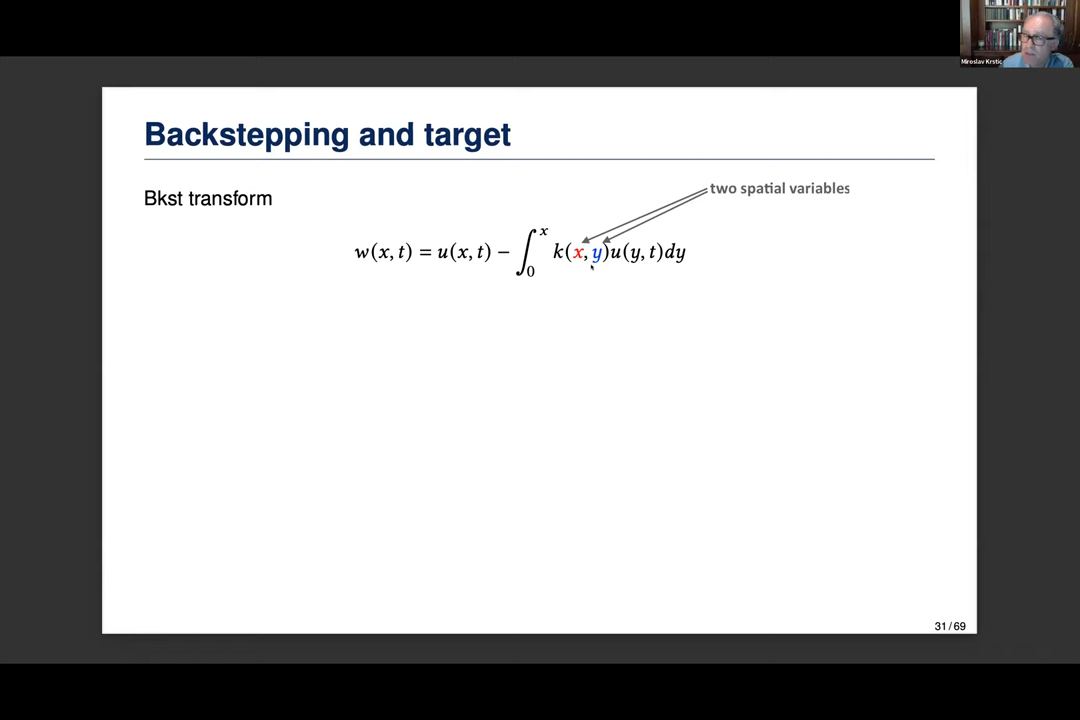 Miroslav Krstic
Backstepping and target
Bkst transform
two spatial variables
w(x, t) = u(x, t) − ∫₀ˣ k(x, y)u(y, t)dy
31 / 69